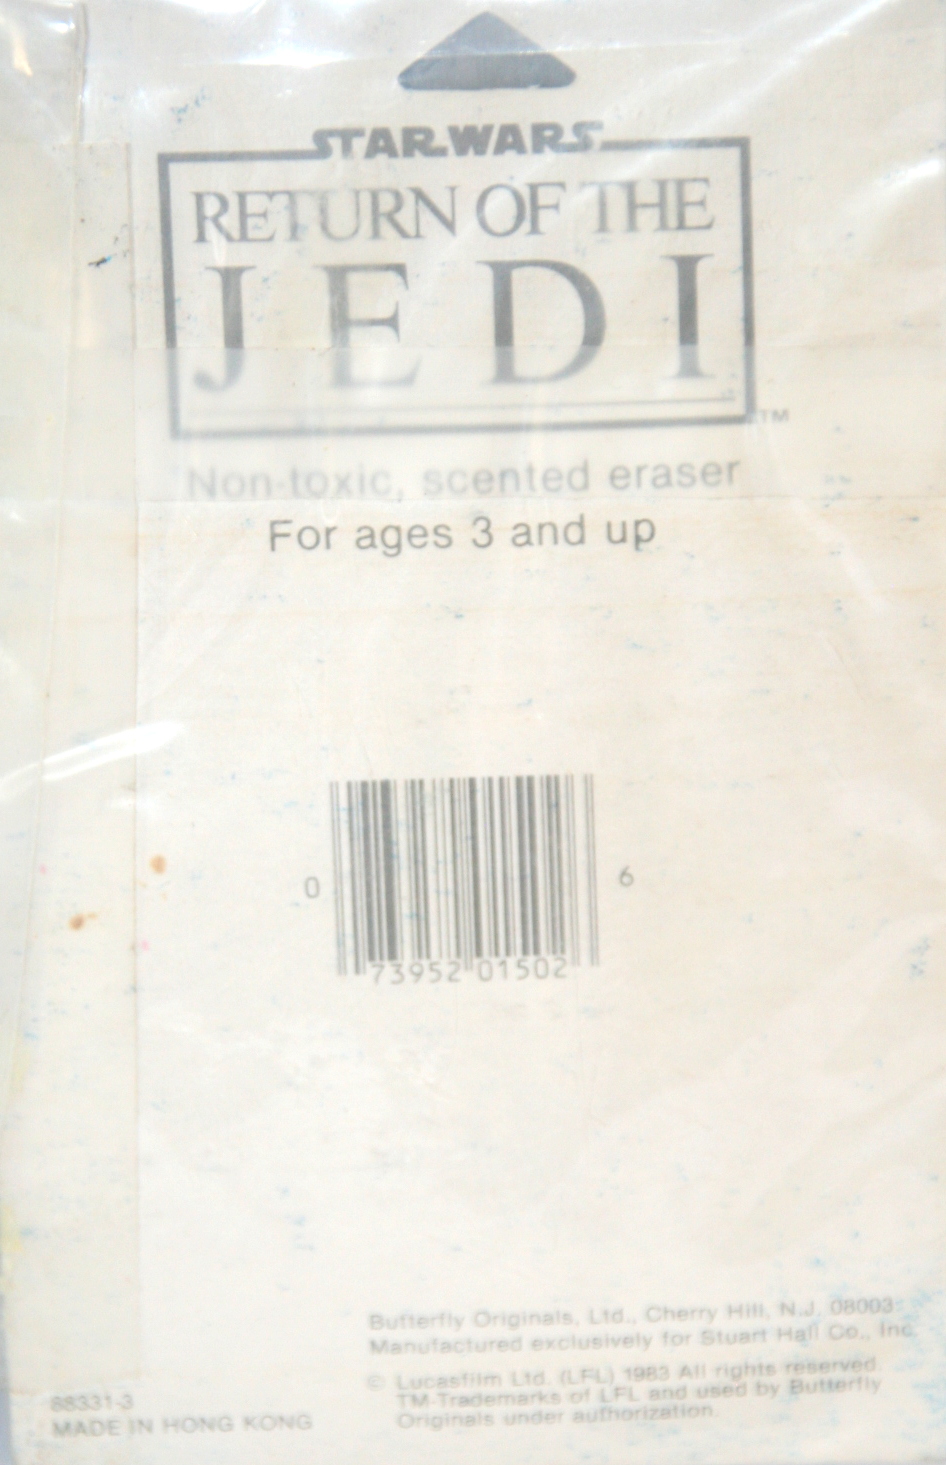 STAR WARS
RETURN OF THE
JEDI
TM
Non-toxic, scented eraser
For ages 3 and up
0 73952 01502 6
Butterfly Originals, Ltd., Cherry Hill, N.J. 08003
Manufactured exclusively for Stuart Hall Co., Inc.
© Lucasfilm Ltd. (LFL) 1983 All rights reserved.
TM-Trademarks of LFL and used by Butterfly
Originals under authorization.
88331-3
MADE IN HONG KONG